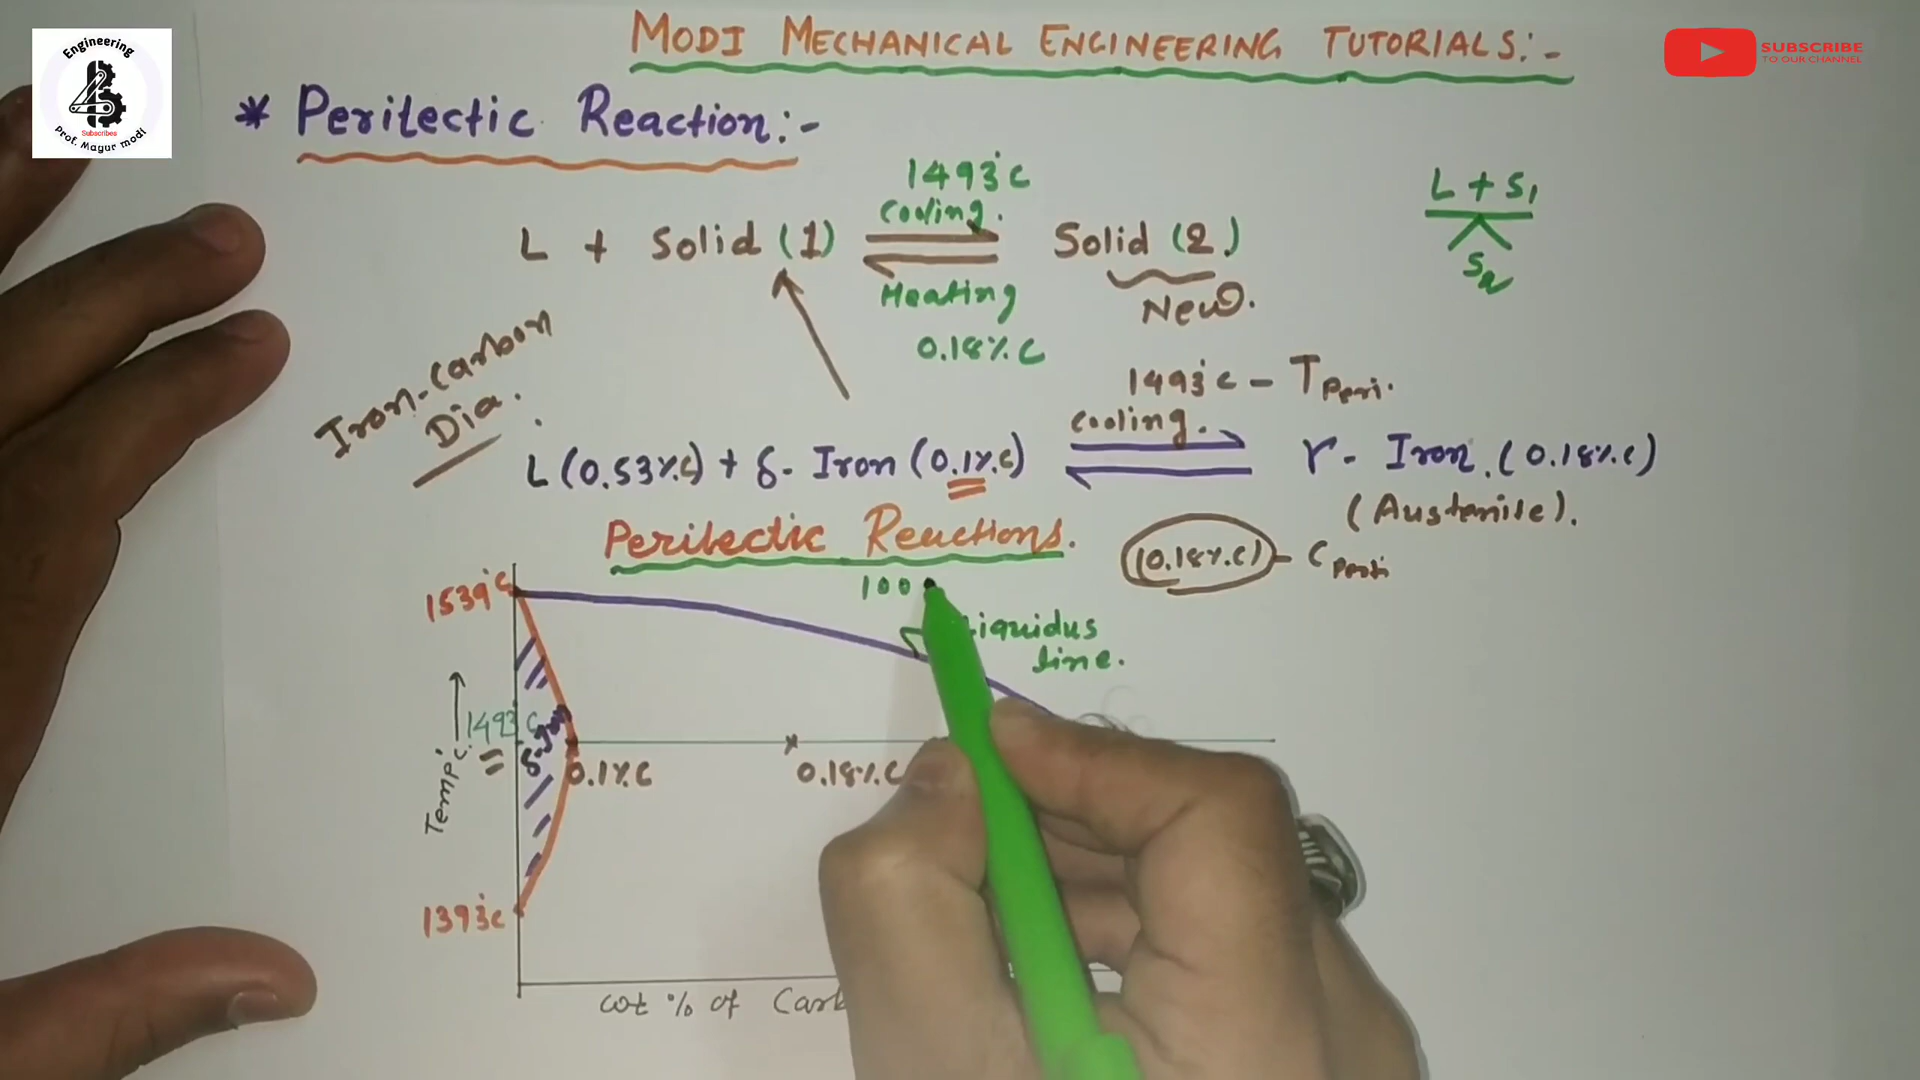 MODI MECHANICAL ENGINEERING TUTORIALS:-
Engineering
Subscribes
Prof. Mayur modi
SUBSCRIBE
TO OUR CHANNEL
* Peritectic Reaction:-
1493°C
Cooling.
L + Solid (1) ⇌ Solid (2)
Heating
0.18%C
New.
L + S1
S2
Iron-Carbon
Dia.
1493°C - TPeri.
Cooling.
L (0.53%C) + δ- Iron (0.1%C) ⇌ γ- Iron. (0.18%C)
(Austenite).
Peritectic Reactions.
(0.18%C) - CPeri
1539°C
100
Liquidus
line.
1493°C
δ-Iron
0.1%C
0.18%C
Temp°C
1393°C
wt % of Carb